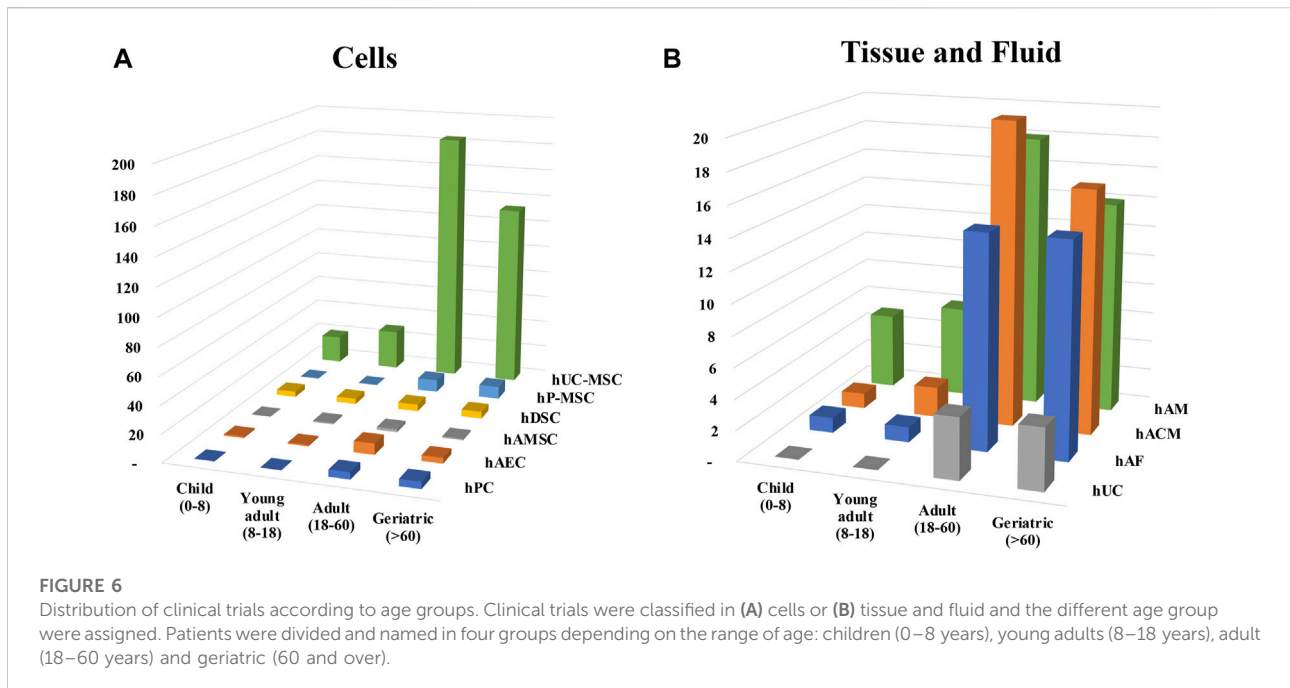 A
Cells
200
180
160
140
120
100
80
60
40
20
-
Child
(0-8)
Young
adult
(8-18)
Adult
(18-60)
Geriatric
(>60)
hUC-MSC
hP-MSC
hDSC
hAMSC
hAEC
hPC
B
Tissue and Fluid
20
18
16
14
12
10
8
6
4
2
-
Child
(0-8)
Young
adult
(8-18)
Adult
(18-60)
Geriatric
(>60)
hAM
hACM
hAF
hUC
FIGURE 6
Distribution of clinical trials according to age groups. Clinical trials were classified in (A) cells or (B) tissue and fluid and the different age group
were assigned. Patients were divided and named in four groups depending on the range of age: children (0–8 years), young adults (8–18 years), adult
(18–60 years) and geriatric (60 and over).